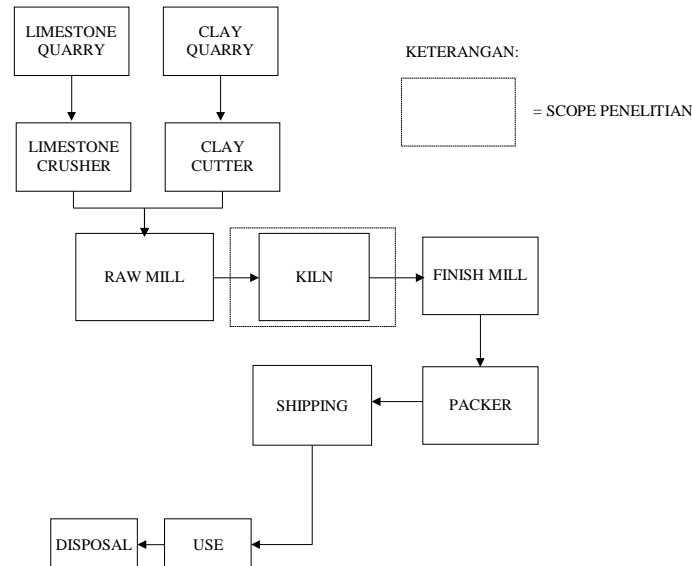 LIMESTONE
QUARRY
CLAY
QUARRY
KETERANGAN:
= SCOPE PENELITIAN
LIMESTONE
CRUSHER
CLAY
CUTTER
RAW MILL
KILN
FINISH MILL
SHIPPING
PACKER
DISPOSAL
USE